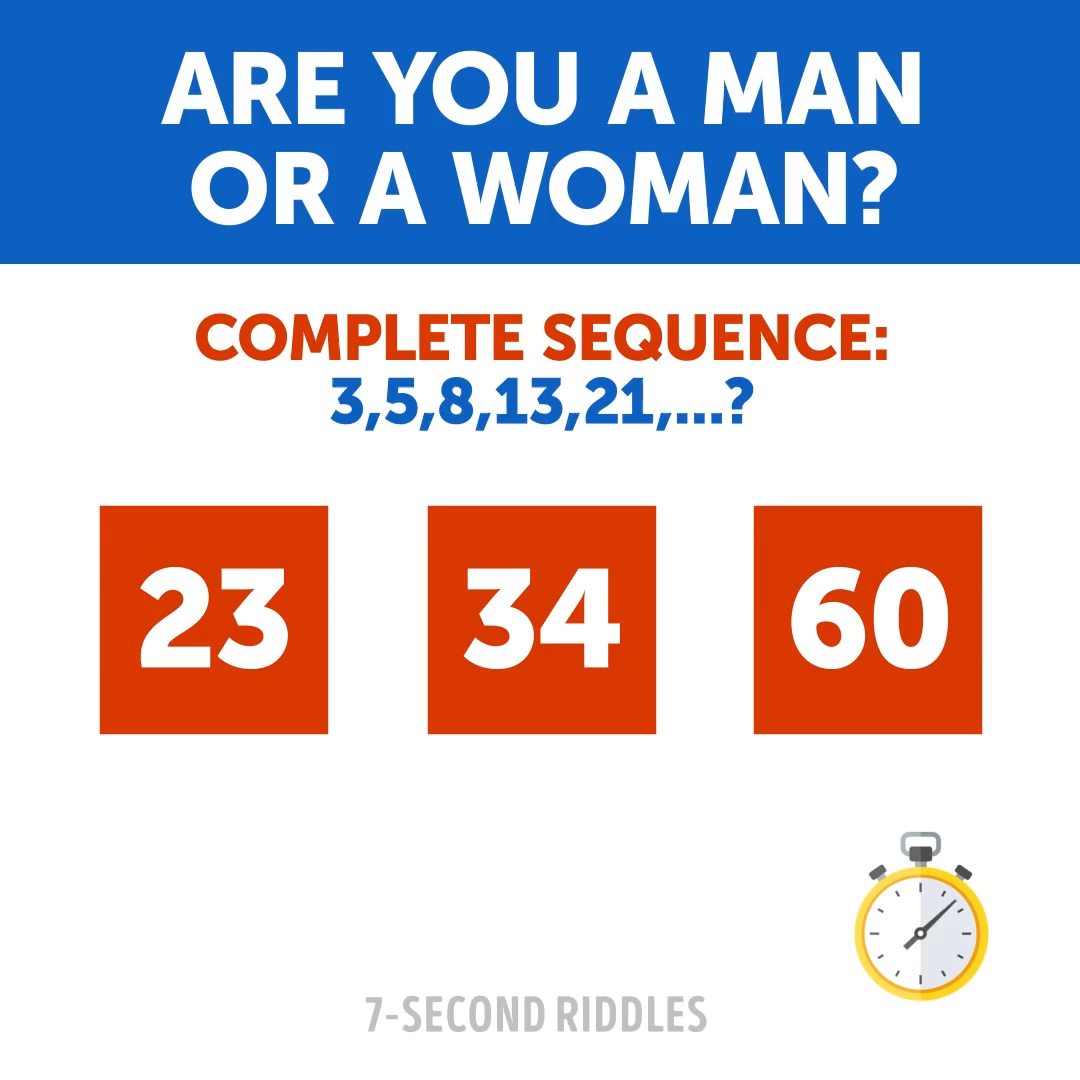 ARE YOU A MAN
OR A WOMAN?
COMPLETE SEQUENCE:
3,5,8,13,21,...?
23 34 60
7-SECOND RIDDLES